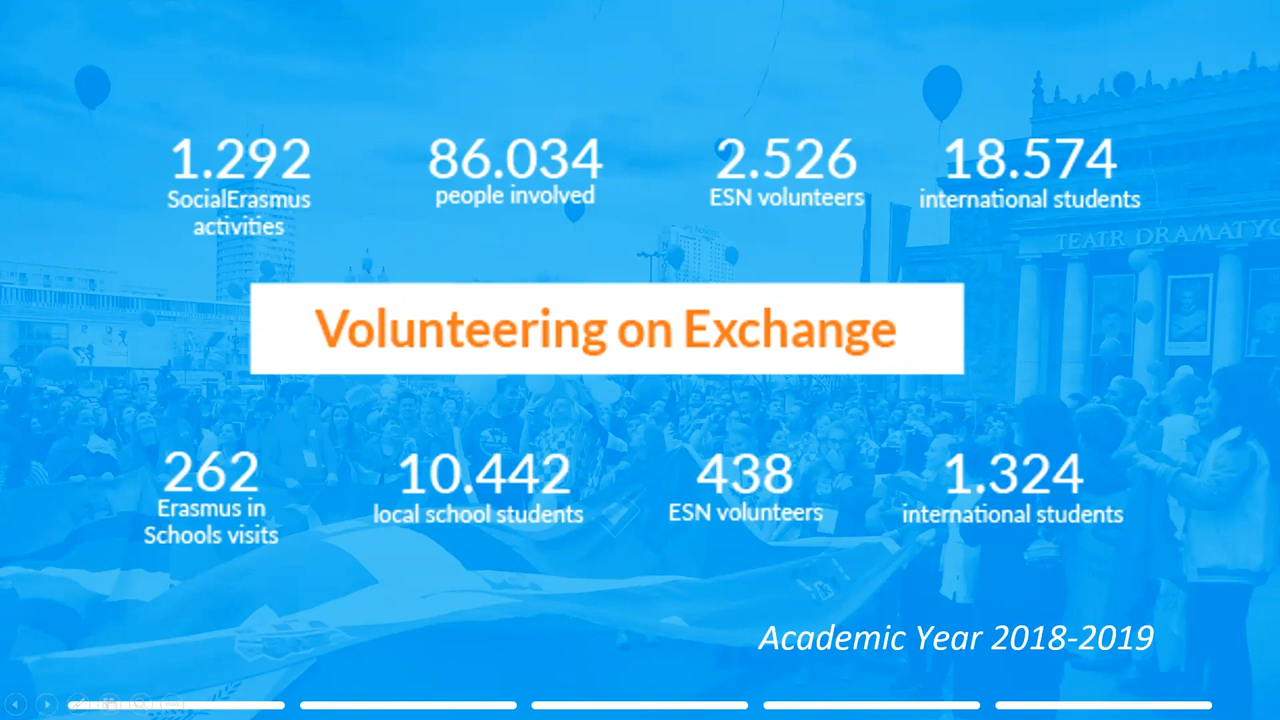 1.292
SocialErasmus
activities
86.034
people involved
2.526
ESN volunteers
18.574
international students
TEATR DRAMATYC
Volunteering on Exchange
262
Erasmus in
Schools visits
10.442
local school students
438
ESN volunteers
1.324
international students
Academic Year 2018-2019